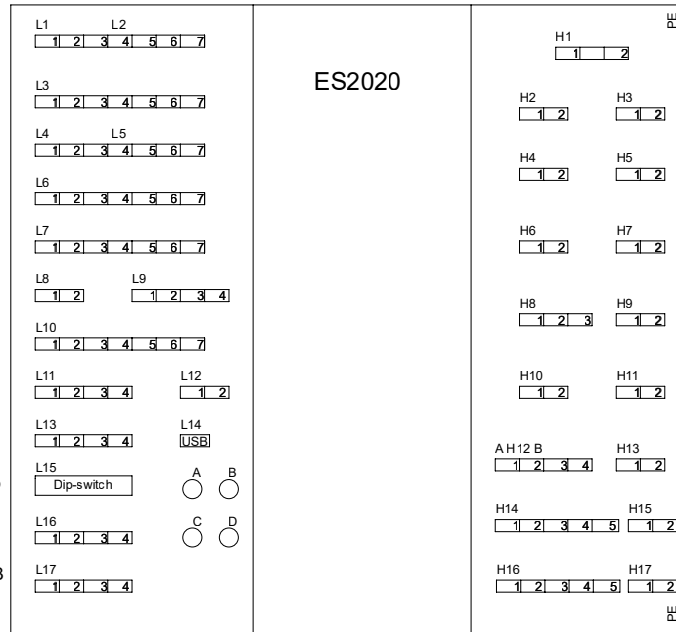 L1 L2
1 2 3 4 5 6 7
L3
1 2 3 4 5 6 7
L4 L5
1 2 3 4 5 6 7
L6
1 2 3 4 5 6 7
L7
1 2 3 4 5 6 7
L8 L9
1 2 1 2 3 4
L10
1 2 3 4 5 6 7
L11 L12
1 2 3 4 1 2
L13 L14
1 2 3 4 USB
L15 A B
Dip-switch
L16 C D
1 2 3 4
L17
1 2 3 4
ES2020
PE
H1
1 2
H2 H3
1 2 1 2
H4 H5
1 2 1 2
H6 H7
1 2 1 2
H8 H9
1 2 3 1 2
H10 H11
1 2 1 2
A H12 B H13
1 2 3 4 1 2
H14 H15
1 2 3 4 5 1 2
H16 H17
1 2 3 4 5 1 2
PE